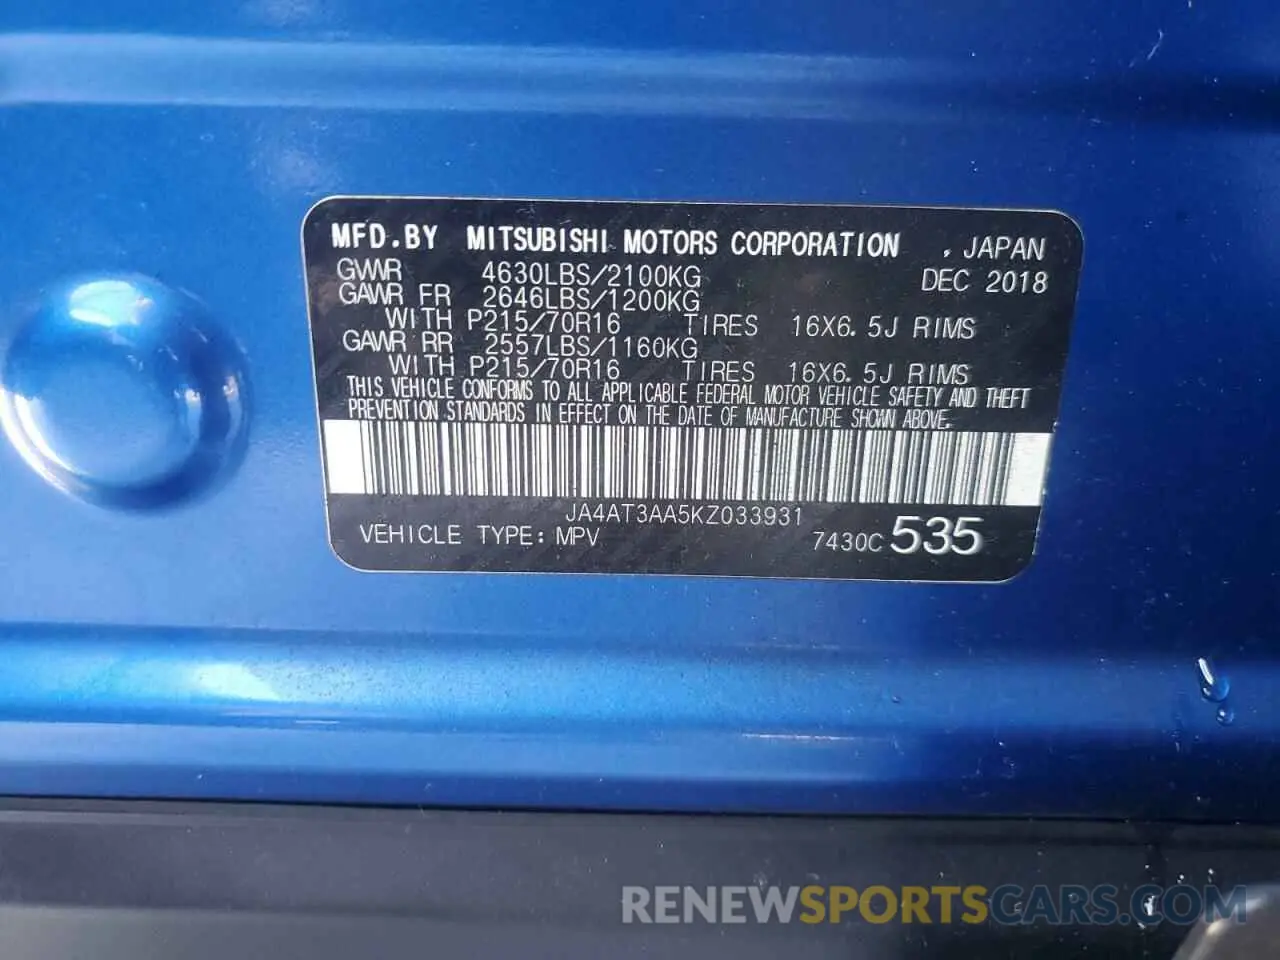 MFD.BY MITSUBISHI MOTORS CORPORATION , JAPAN
GVWR 4630LBS/2100KG DEC 2018
GAWR FR 2646LBS/1200KG
WITH P215/70R16 TIRES 16X6.5J RIMS
GAWR RR 2557LBS/1160KG
WITH P215/70R16 TIRES 16X6.5J RIMS
THIS VEHICLE CONFORMS TO ALL APPLICABLE FEDERAL MOTOR VEHICLE SAFETY AND THEFT
PREVENTION STANDARDS IN EFFECT ON THE DATE OF MANUFACTURE SHOWN ABOVE.
JA4AT3AA5KZ033931
VEHICLE TYPE: MPV 7430C 535
RENEWSPORTSCARS.COM